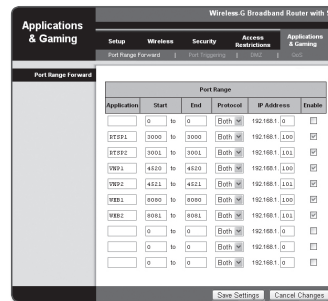 Wireless-G Broadband Router with
Applications
& Gaming
Setup Wireless Security Access Restrictions Applications & Gaming
Port Range Forward | Port Triggering | DMZ | QoS
Port Range Forward
Port Range
Application Start End Protocol IP Address Enable
0 to 0 Both 192.168.1. 0
RTSP1 3000 to 3000 Both 192.168.1. 100
RTSP2 3001 to 3001 Both 192.168.1. 101
VNP1 4520 to 4520 Both 192.168.1. 100
VNP2 4521 to 4521 Both 192.168.1. 101
WEB1 8080 to 8080 Both 192.168.1. 100
WEB2 8081 to 8081 Both 192.168.1. 101
0 to 0 Both 192.168.1. 0
0 to 0 Both 192.168.1. 0
0 to 0 Both 192.168.1. 0
Save Settings Cancel Changes